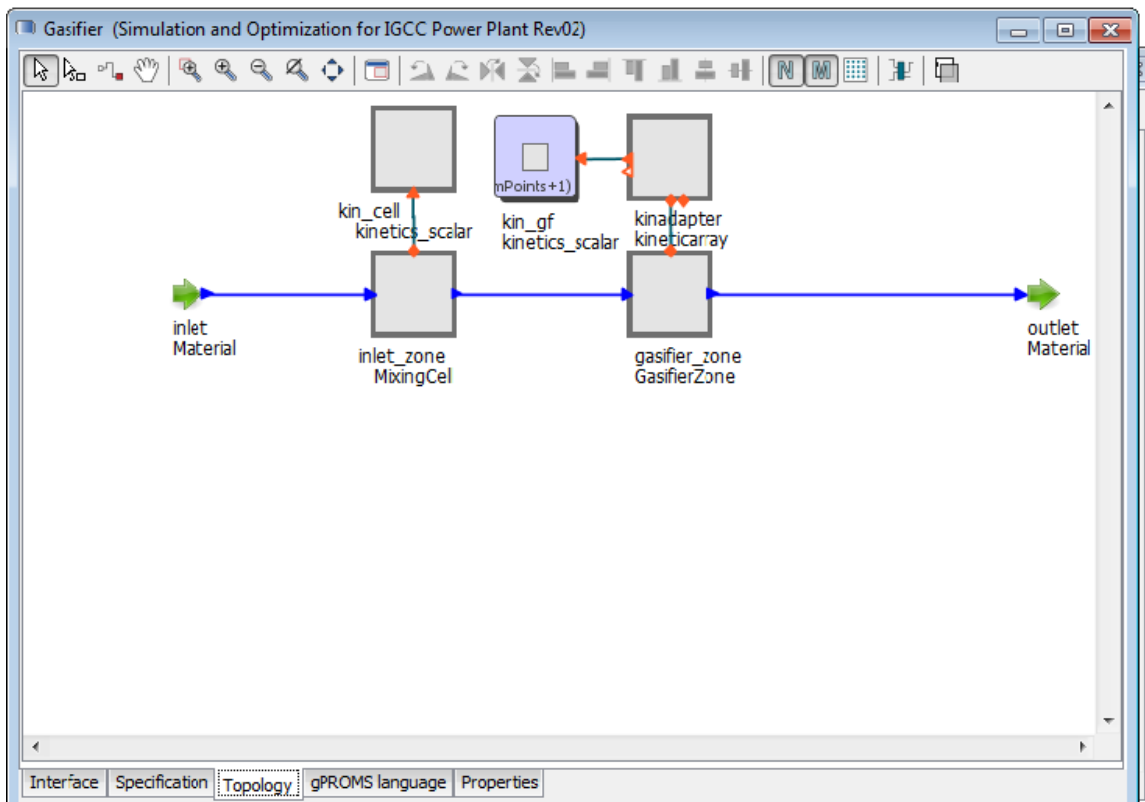 Gasifier (Simulation and Optimization for IGCC Power Plant Rev02)
N M
mPoints+1)
kin_cell
kinetics_scalar
kin_gf
kinetics_scalar
kinadapter
kineticarray
inlet
Material
inlet_zone
MixingCell
gasifier_zone
GasifierZone
outlet
Material
Interface Specification Topology gPROMS language Properties